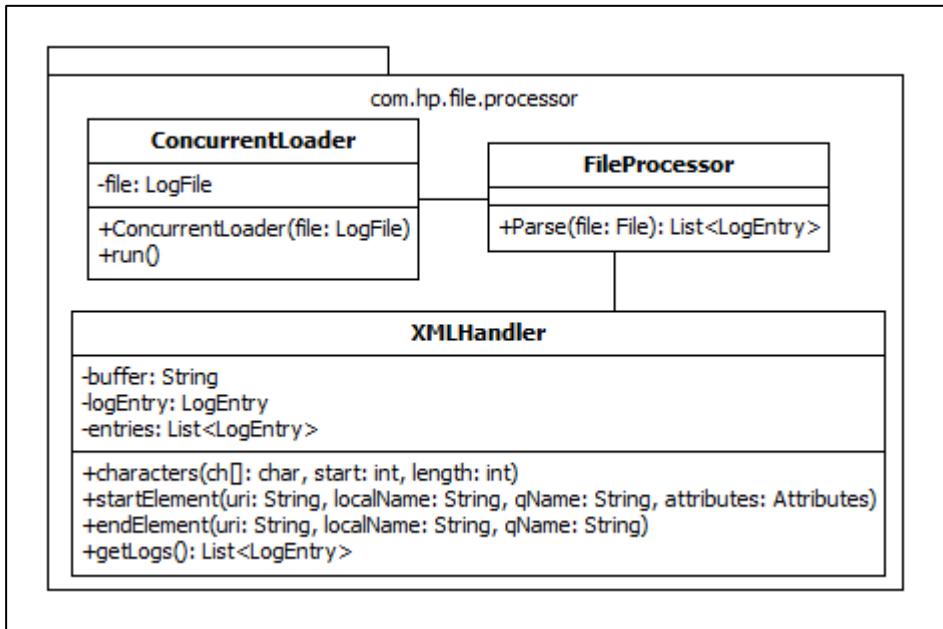 com.hp.file.processor
ConcurrentLoader
-file: LogFile
+ConcurrentLoader(file: LogFile)
+run()
FileProcessor
+Parse(file: File): List<LogEntry>
XMLHandler
-buffer: String
-logEntry: LogEntry
-entries: List<LogEntry>
+characters(ch[]: char, start: int, length: int)
+startElement(uri: String, localName: String, qName: String, attributes: Attributes)
+endElement(uri: String, localName: String, qName: String)
+getLogs(): List<LogEntry>